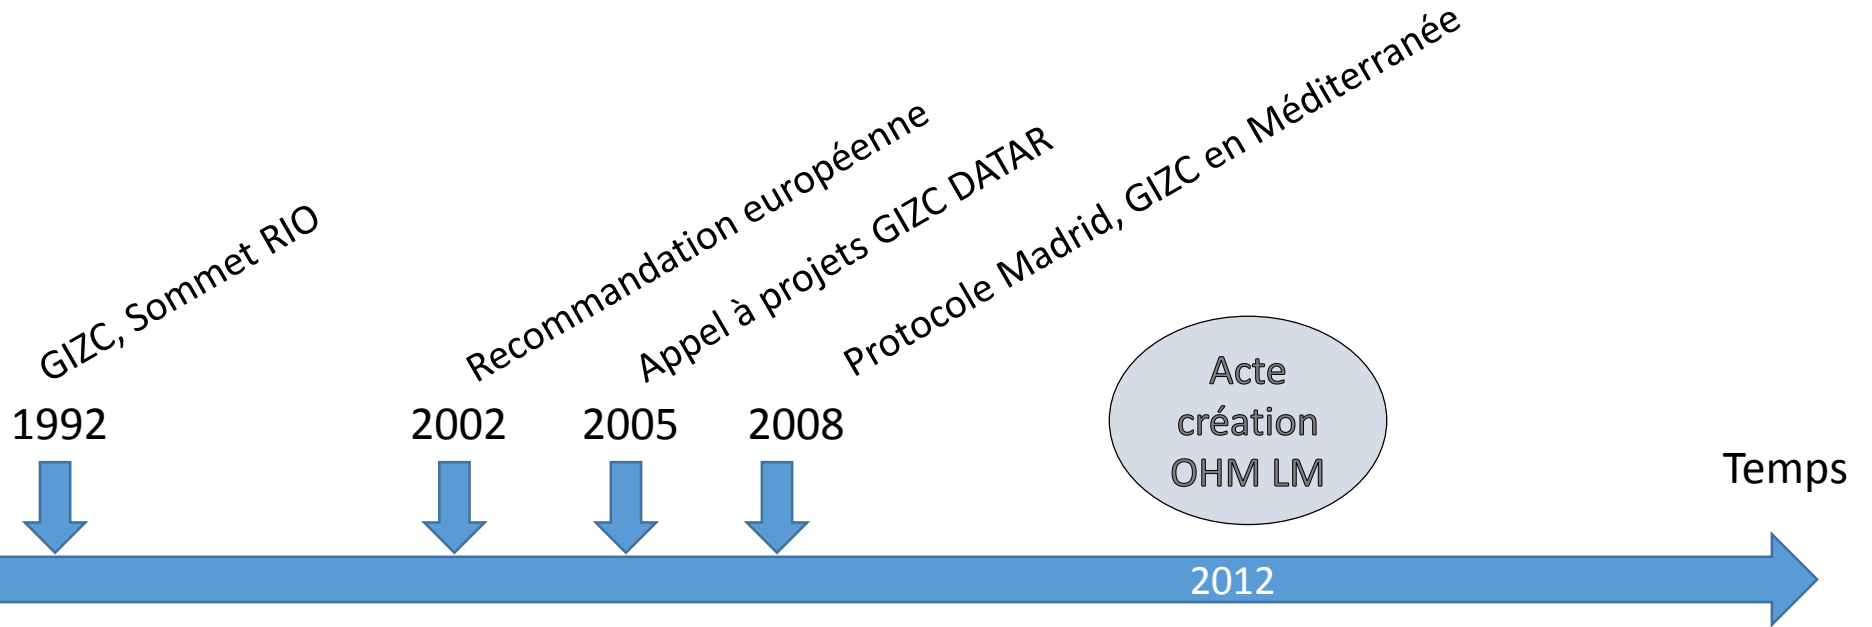 GIZC, Sommet RIO
Recommandation européenne
Appel à projets GIZC DATAR
Protocole Madrid, GIZC en Méditerranée
1992
2002
2005
2008
Acte
création
OHM LM
Temps
2012